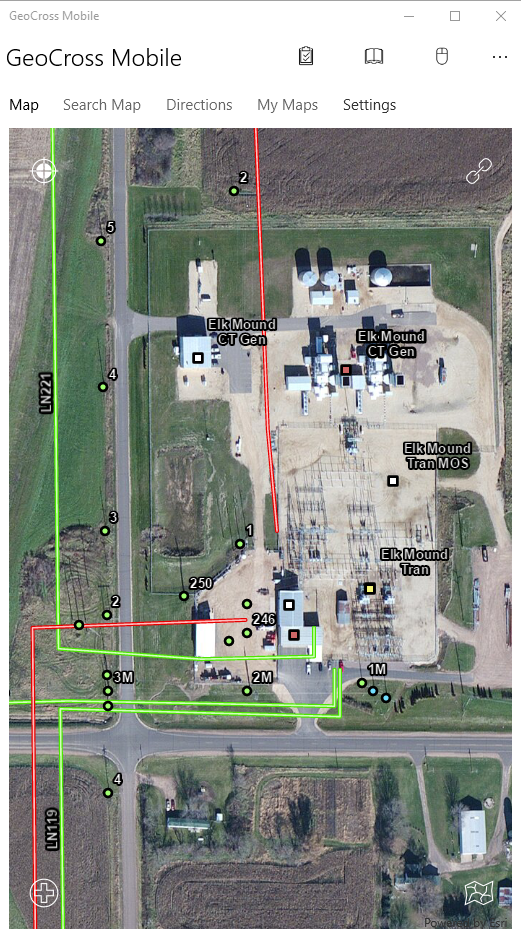 GeoCross Mobile
GeoCross Mobile
Map Search Map Directions My Maps Settings
2
5
Elk Mound
CT Gen
Elk Mound
CT Gen
4
LN221
Elk Mound
Tran MOS
3
1
Elk Mound
Tran
250
2
246
3M
2M
1M
4
LN119
Powered by Esri